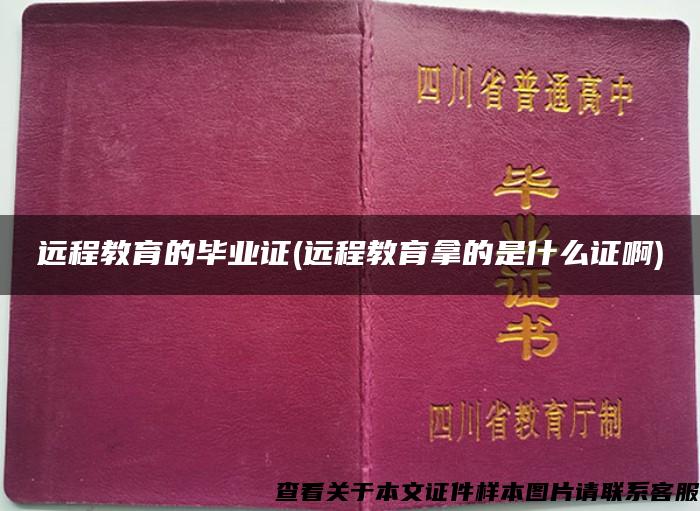 四川省普通高中
毕业证书
远程教育的毕业证(远程教育拿的是什么证啊)
四川省教育厅制
查看关于本文证件样本图片请联系客服